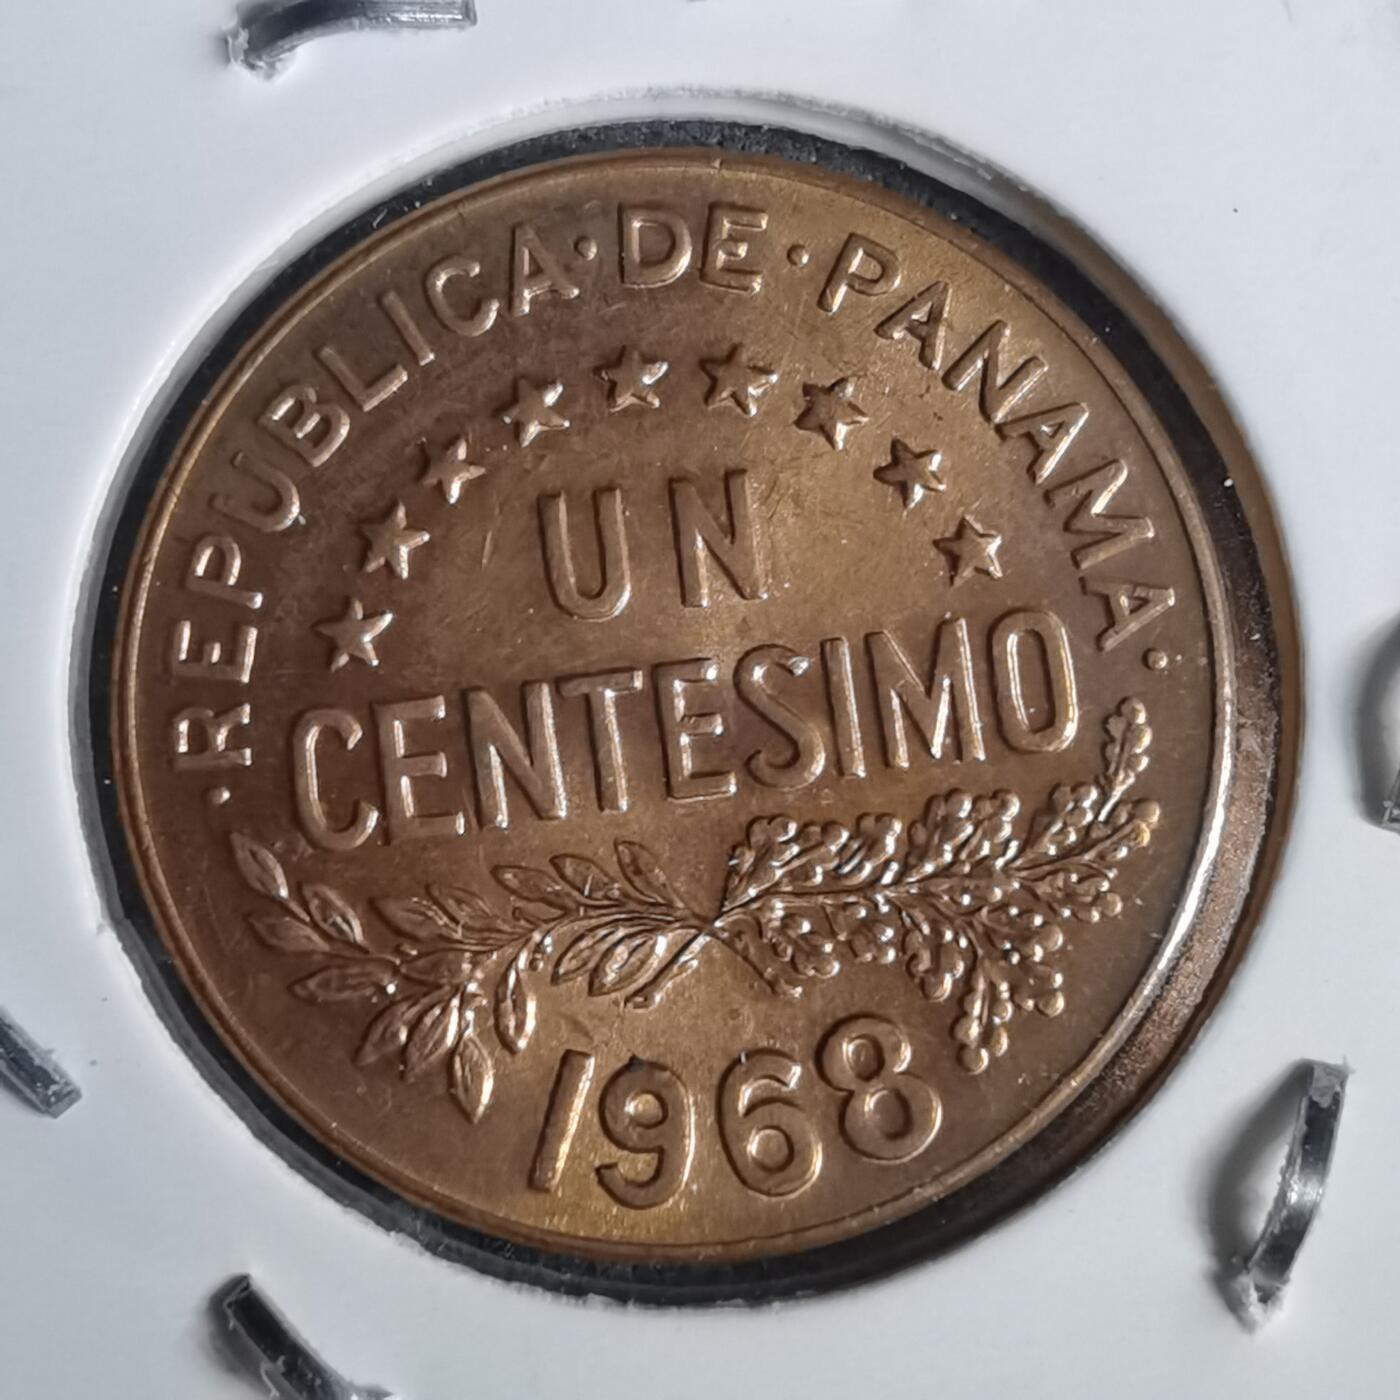 ·REPUBLICA·DE·PANAMA·
UN
CENTESIMO
1968